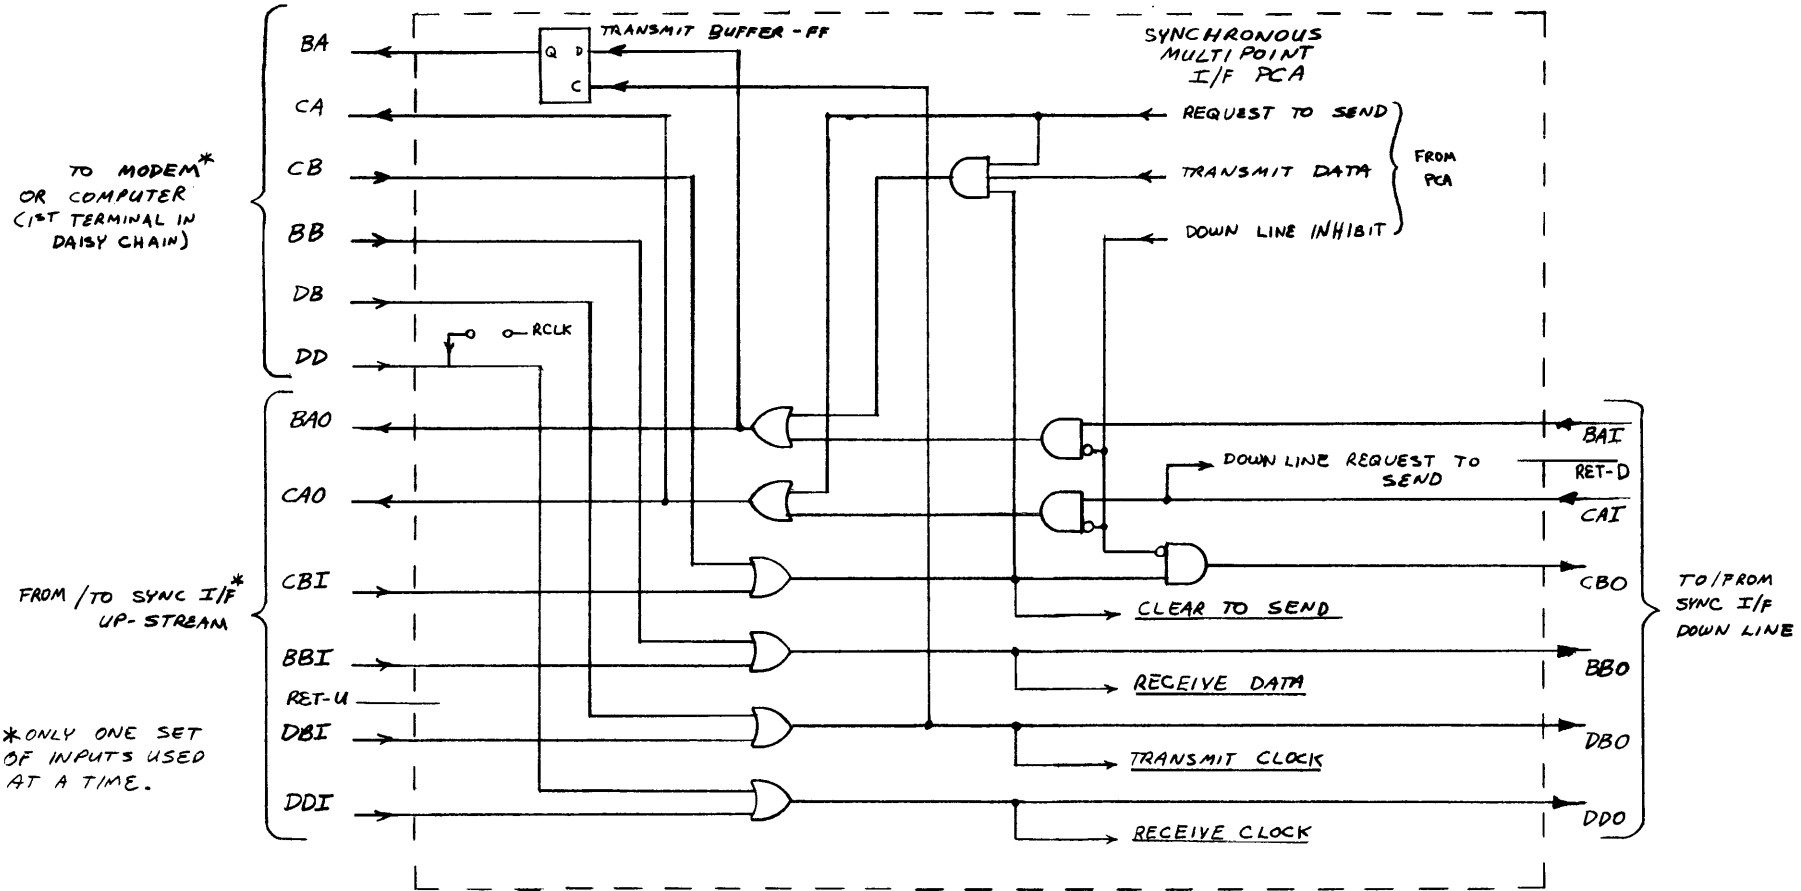 TRANSMIT BUFFER-FF
Q D
C
SYNCHRONOUS
MULTIPOINT
I/F PCA
BA
CA
CB
BB
DB
DD
TO MODEM*
OR COMPUTER
(1ST TERMINAL IN
DAISY CHAIN)
RCLK
REQUEST TO SEND
TRANSMIT DATA
DOWN LINE INHIBIT
FROM
PCA
BAO
CAO
CBI
BBI
RET-U
DBI
DDI
FROM/TO SYNC I/F*
UP-STREAM
*ONLY ONE SET
OF INPUTS USED
AT A TIME.
DOWN LINE REQUEST TO
SEND
CLEAR TO SEND
RECEIVE DATA
TRANSMIT CLOCK
RECEIVE CLOCK
BAI
RET-D
CAI
CBO
BBO
DBO
DDO
TO/FROM
SYNC I/F
DOWN LINE